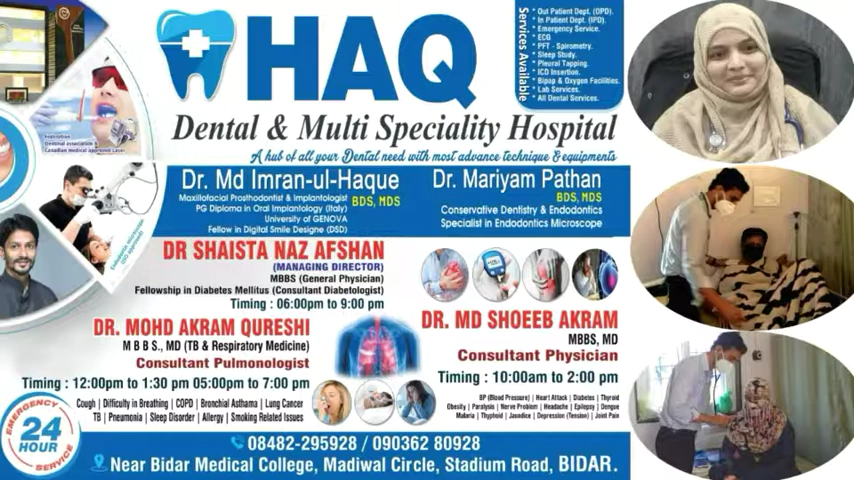 HAQ
Dental & Multi Speciality Hospital
A hub of all your Dental need with most advance technique & equipments
Services Available
* Out Patient Dept. (OPD).
* In Patient Dept. (IPD).
* Emergency Service.
* ECG
* PFT - Spirometry.
* Sleep Study.
* Pleural Tapping.
* ICD Insertion.
* Bipap & Oxygen Facilities.
* Lab Services.
* All Dental Services.
Dr. Md Imran-ul-Haque
BDS, MDS
Maxillofacial Prosthodontist & Implantologist
PG Diploma in Oral Implantology (Italy)
University of GENOVA
Fellow in Digital Smile Designe (DSD)
Dr. Mariyam Pathan
BDS, MDS
Conservative Dentistry & Endodontics
Specialist in Endodontics Microscope
DR SHAISTA NAZ AFSHAN
(MANAGING DIRECTOR)
MBBS (General Physician)
Fellowship in Diabetes Mellitus (Consultant Diabetologist)
Timing : 06:00pm to 9:00 pm
DR. MOHD AKRAM QURESHI
M B B S., MD (TB & Respiratory Medicine)
Consultant Pulmonologist
Timing : 12:00pm to 1:30 pm 05:00pm to 7:00 pm
Cough | Difficulty in Breathing | COPD | Bronchial Asthama | Lung Cancer
TB | Pneumonia | Sleep Disorder | Allergy | Smoking Related Issues
DR. MD SHOEEB AKRAM
MBBS, MD
Consultant Physician
Timing : 10:00am to 2:00 pm
BP (Blood Pressure) | Heart Attack | Diabetes | Thyroid
Obesity | Paralysis | Nerve Problem | Headache | Epilepsy | Dengue
Malaria | Thyphoid | Jaundice | Depression (Tension) | Joint Pain
EMERGENCY
24
HOUR
SERVICE
08482-295928 / 090362 80928
Near Bidar Medical College, Madiwal Circle, Stadium Road, BIDAR.